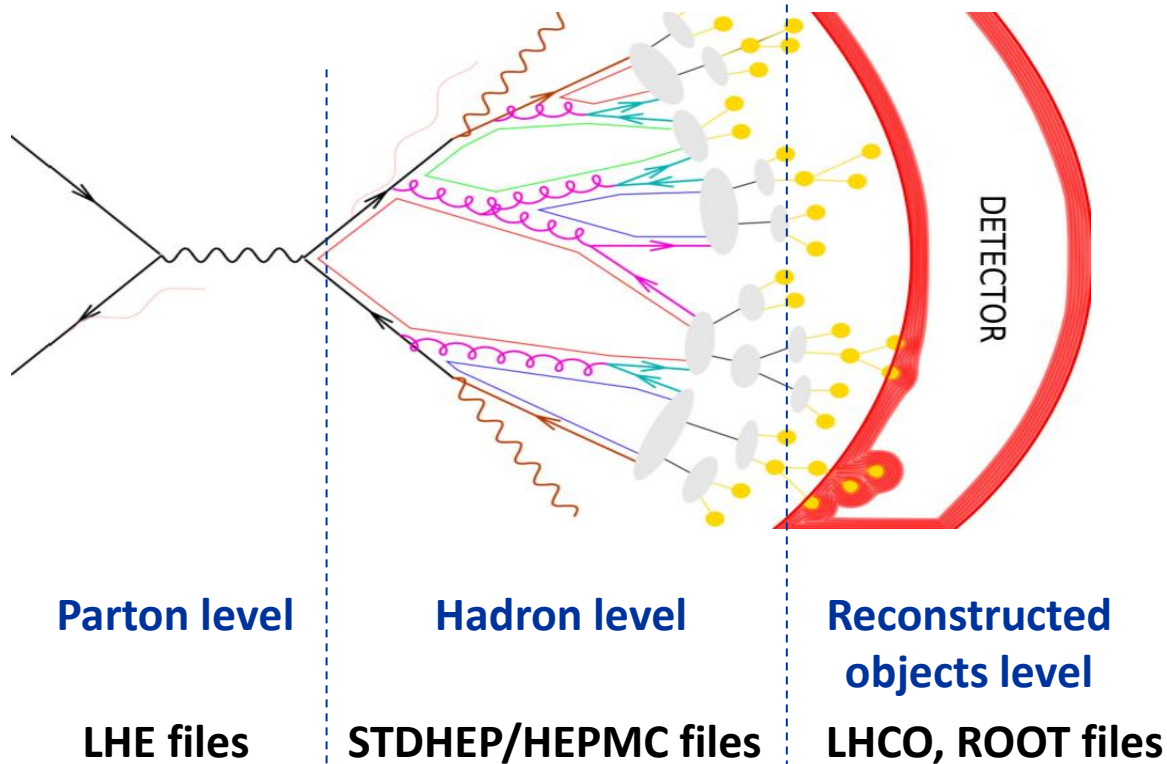 DETECTOR
Parton level
Hadron level
Reconstructed
objects level
LHE files
STDHEP/HEPMC files
LHCO, ROOT files